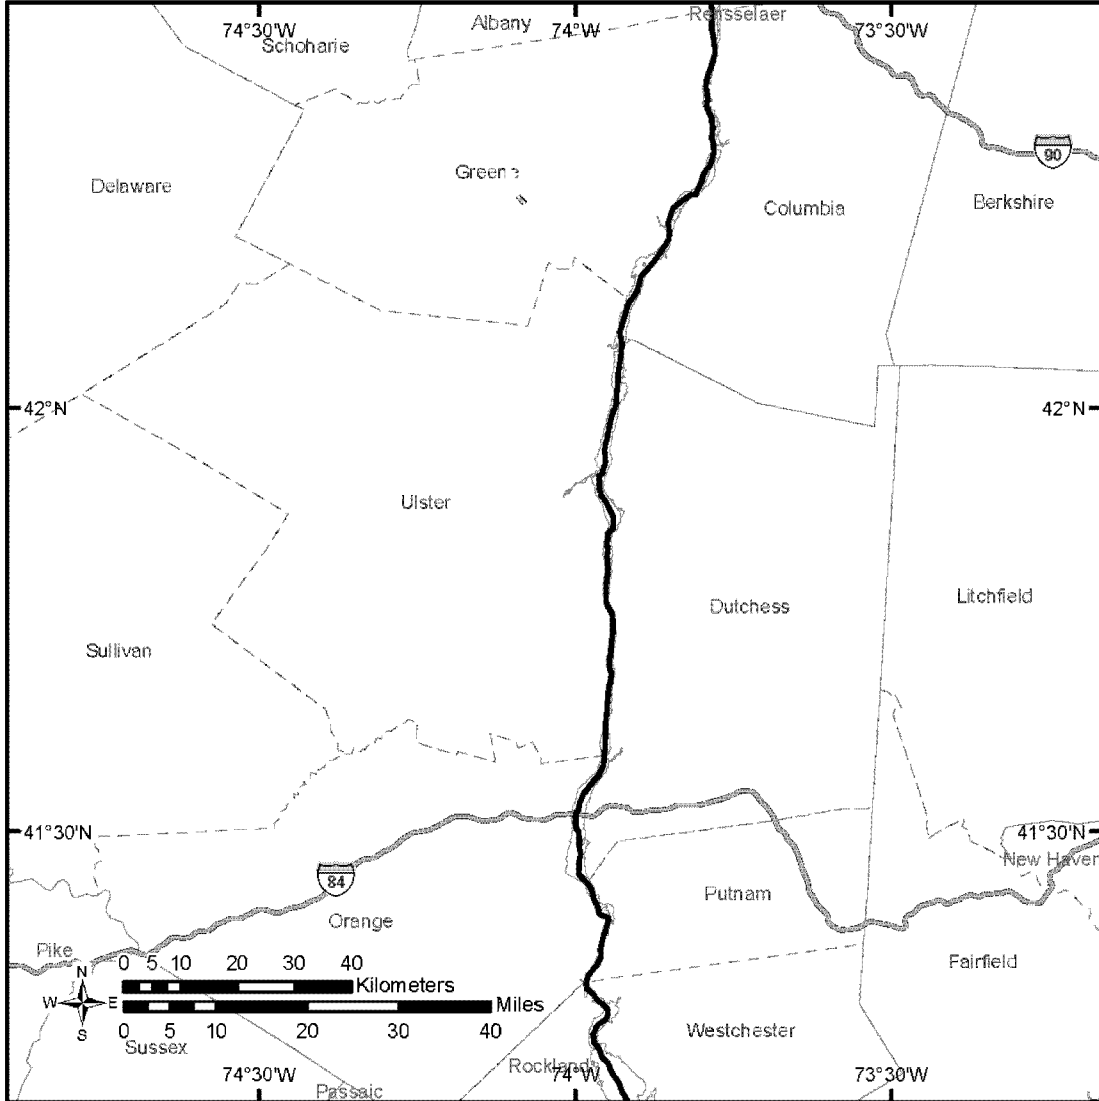 74°30'W
74°W
73°30'W
Albany
Rensselaer
Schoharie
90
Greene
Delaware
Columbia
Berkshire
42°N
42°N
Ulster
Dutchess
Litchfield
Sullivan
41°30'N
41°30'N
New Haven
84
Putnam
Orange
Pike
Fairfield
N
W
E
S
0 5 10 20 30 40
Kilometers
Miles
0 5 10 20 30 40
Westchester
Sussex
Rockland
74°30'W
74°W
73°30'W
Passaic